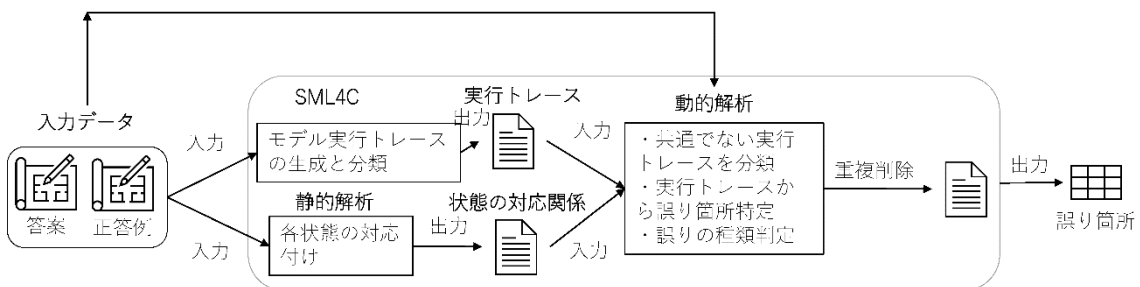 SML4C
実行トレース
動的解析
入力データ
入力
モデル実行トレース
の生成と分類
出力
入力
・共通でない実行
トレースを分類
・実行トレースか
ら誤り箇所特定
・誤りの種類判定
重複削除
出力
誤り箇所
答案
正答例
静的解析
状態の対応関係
入力
各状態の対応
付け
出力
入力